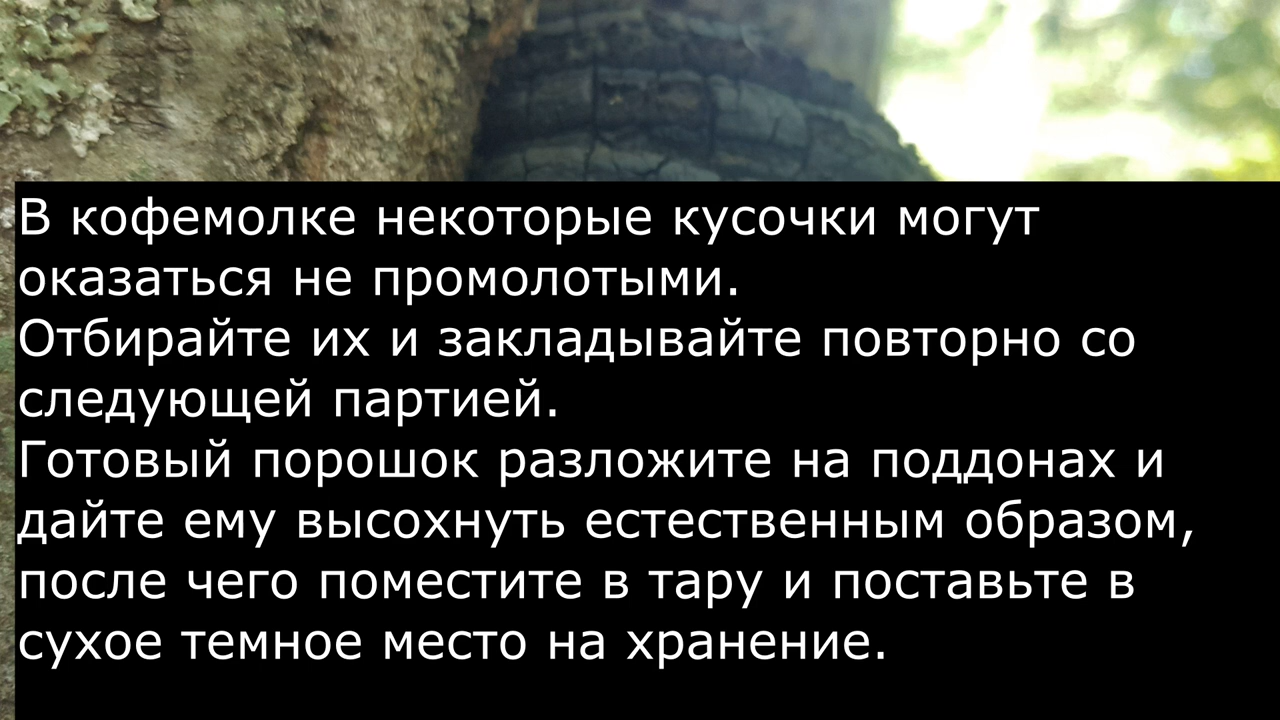 В кофемолке некоторые кусочки могут
оказаться не промолотыми.
Отбирайте их и закладывайте повторно со
следующей партией.
Готовый порошок разложите на поддонах и
дайте ему высохнуть естественным образом,
после чего поместите в тару и поставьте в
сухое темное место на хранение.